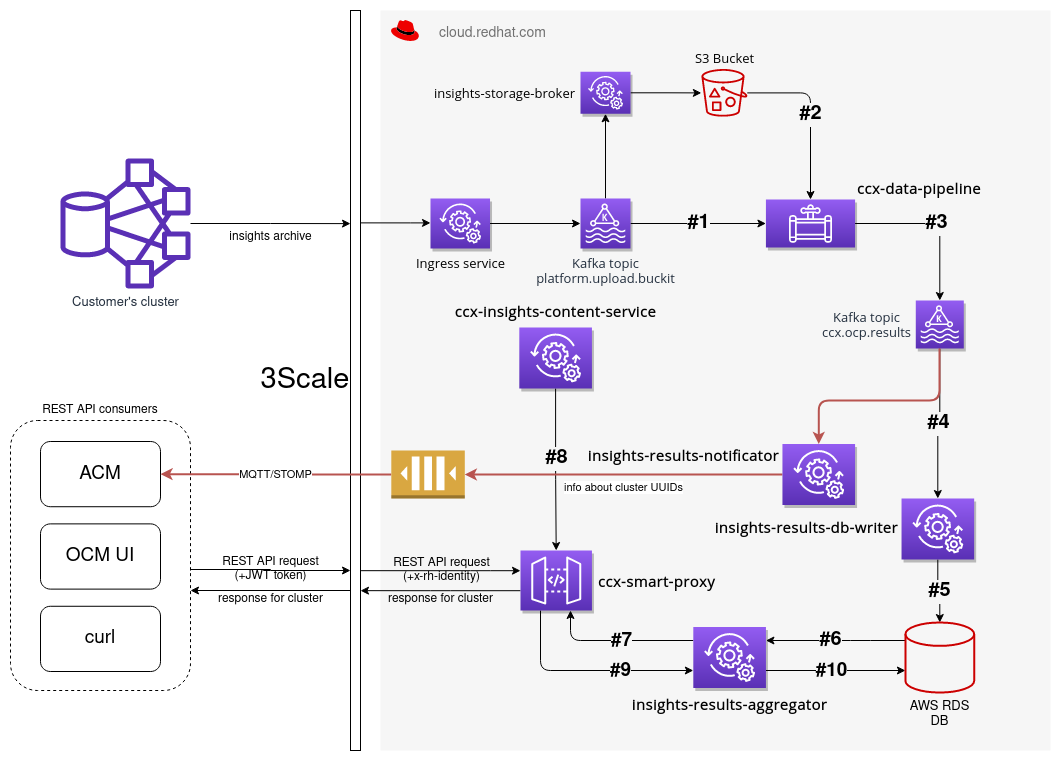 cloud.redhat.com
S3 Bucket
insights-storage-broker
#2
ccx-data-pipeline
#1
#3
insights archive
Ingress service
Kafka topic
platform.upload.buckit
Customer's cluster
ccx-insights-content-service
Kafka topic
ccx.ocp.results
3Scale
REST API consumers
#4
ACM
MQTT/STOMP
#8
insights-results-notificator
info about cluster UUIDs
insights-results-db-writer
OCM UI
REST API request
(+JWT token)
response for cluster
REST API request
(+x-rh-identity)
response for cluster
ccx-smart-proxy
#5
curl
#7
#6
#9
#10
insights-results-aggregator
AWS RDS
DB